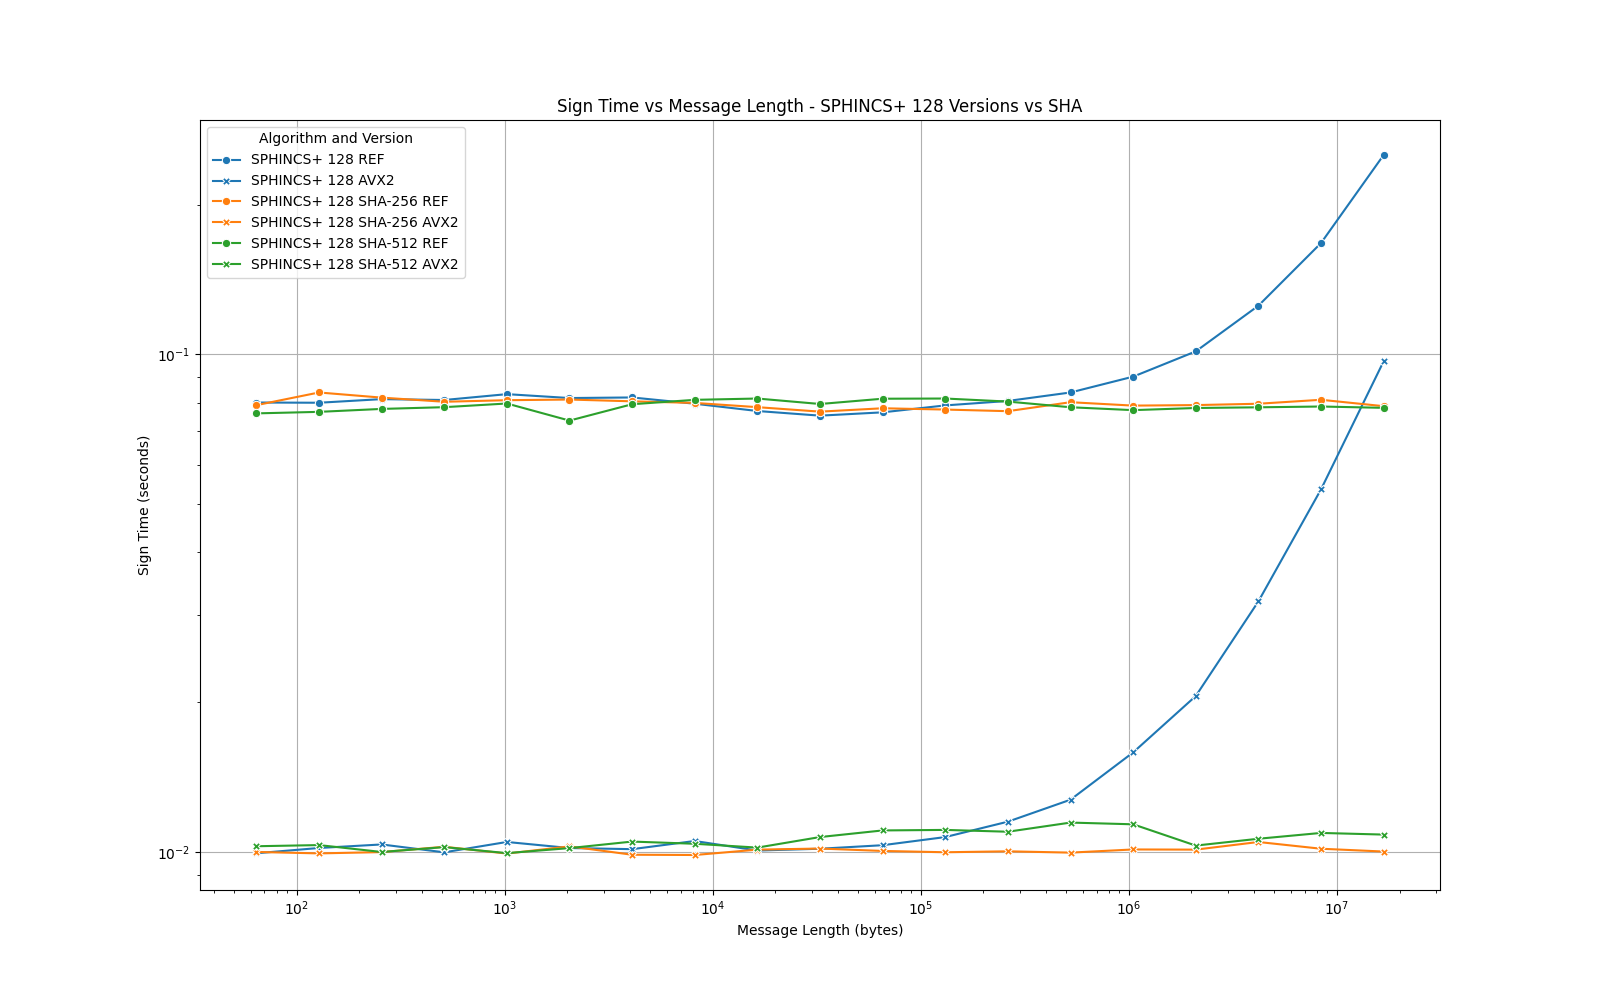 Sign Time vs Message Length - SPHINCS+ 128 Versions vs SHA
Algorithm and Version
SPHINCS+ 128 REF
SPHINCS+ 128 AVX2
SPHINCS+ 128 SHA-256 REF
SPHINCS+ 128 SHA-256 AVX2
SPHINCS+ 128 SHA-512 REF
SPHINCS+ 128 SHA-512 AVX2
Sign Time (seconds)
10⁻¹
10⁻²
10² 10³ 10⁴ 10⁵ 10⁶ 10⁷
Message Length (bytes)